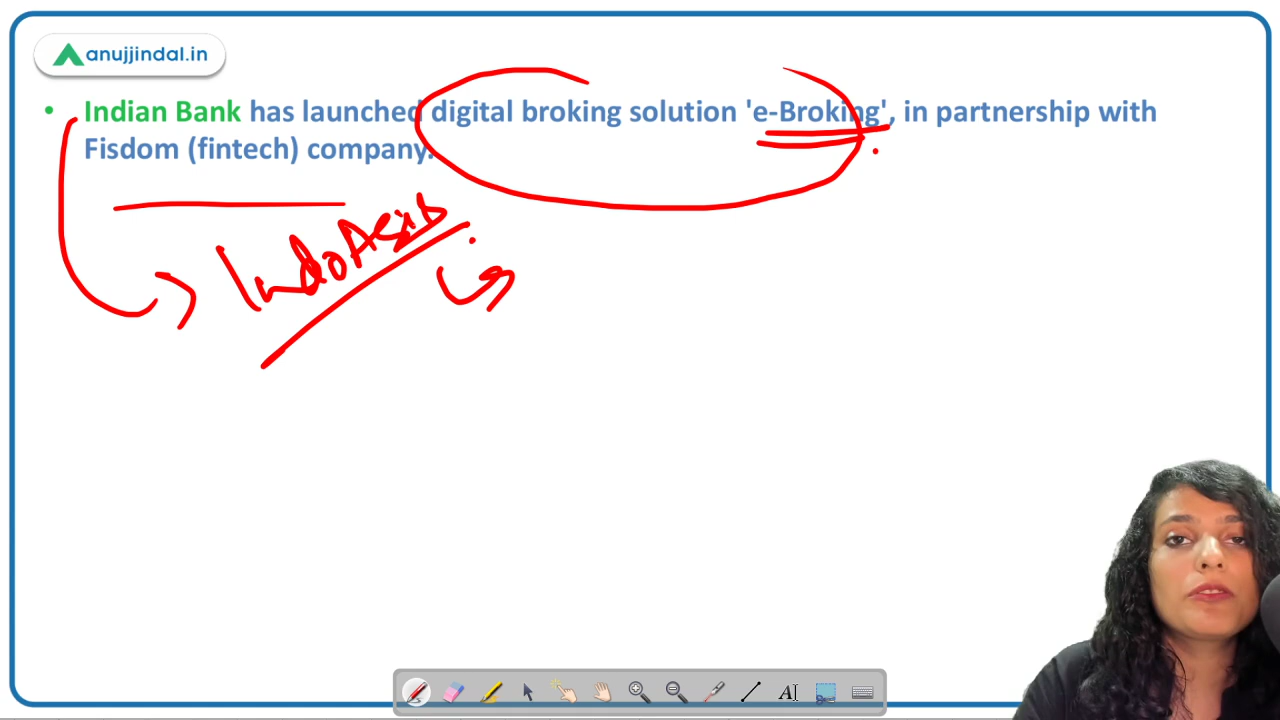 anujjindal.in
• Indian Bank has launched digital broking solution 'e-Broking', in partnership with
Fisdom (fintech) company.
IndoAsis